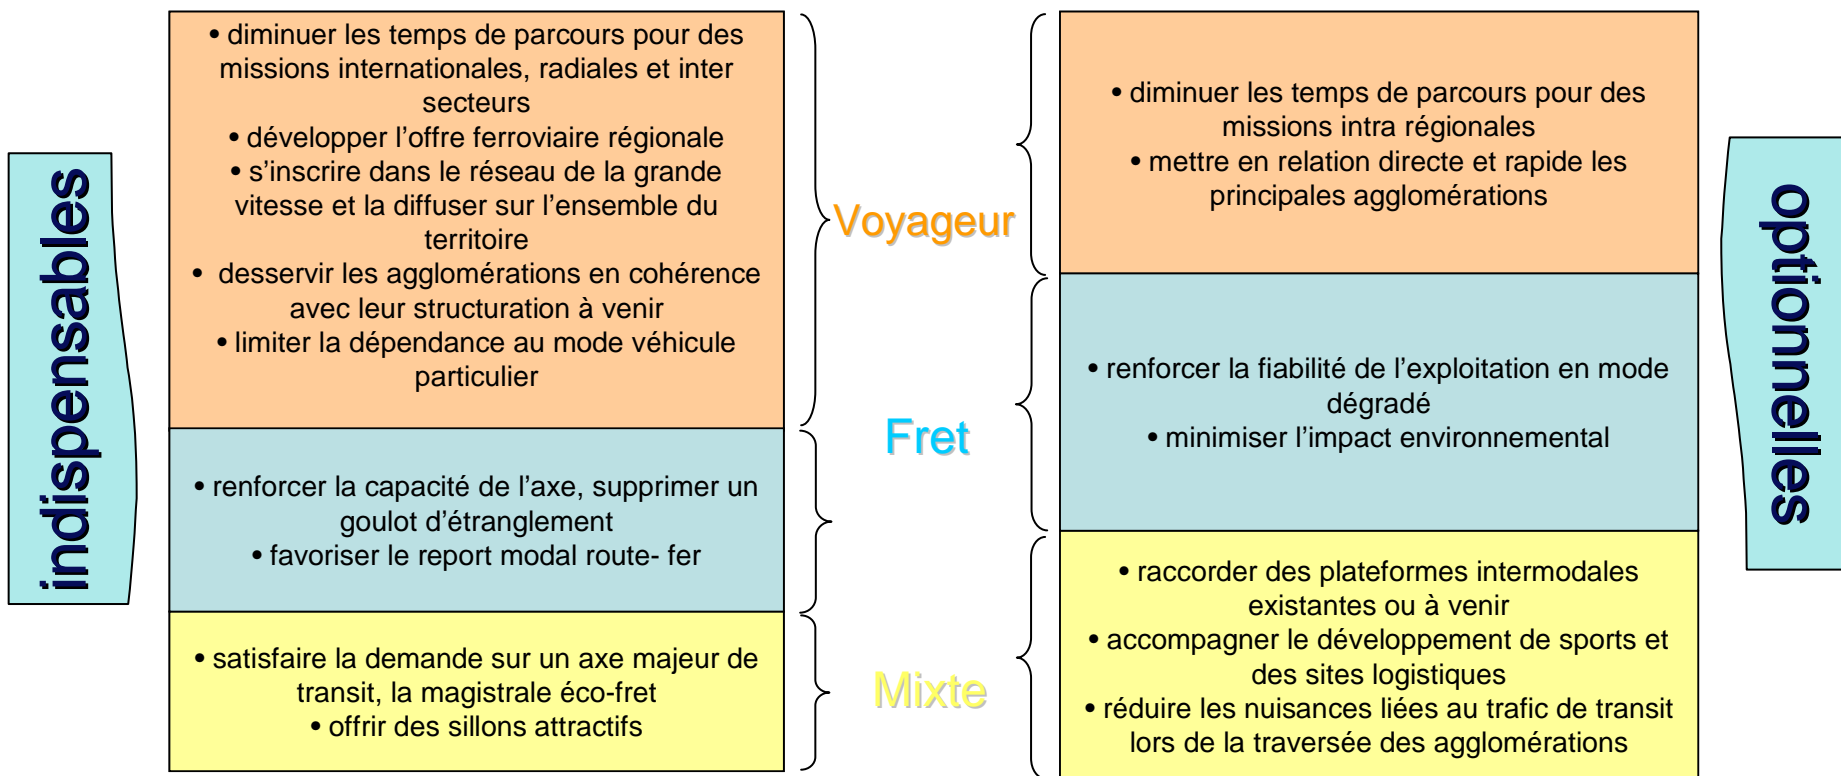 indispensables
• diminuer les temps de parcours pour des
missions internationales, radiales et inter
secteurs
• développer l’offre ferroviaire régionale
• s’inscrire dans le réseau de la grande
vitesse et la diffuser sur l’ensemble du
territoire
• desservir les agglomérations en cohérence
avec leur structuration à venir
• limiter la dépendance au mode véhicule
particulier
• renforcer la capacité de l’axe, supprimer un
goulot d’étranglement
• favoriser le report modal route- fer
• satisfaire la demande sur un axe majeur de
transit, la magistrale éco-fret
• offrir des sillons attractifs
Voyageur
Fret
Mixte
• diminuer les temps de parcours pour des
missions intra régionales
• mettre en relation directe et rapide les
principales agglomérations
• renforcer la fiabilité de l’exploitation en mode
dégradé
• minimiser l’impact environnemental
• raccorder des plateformes intermodales
existantes ou à venir
• accompagner le développement de sports et
des sites logistiques
• réduire les nuisances liées au trafic de transit
lors de la traversée des agglomérations
optionnelles